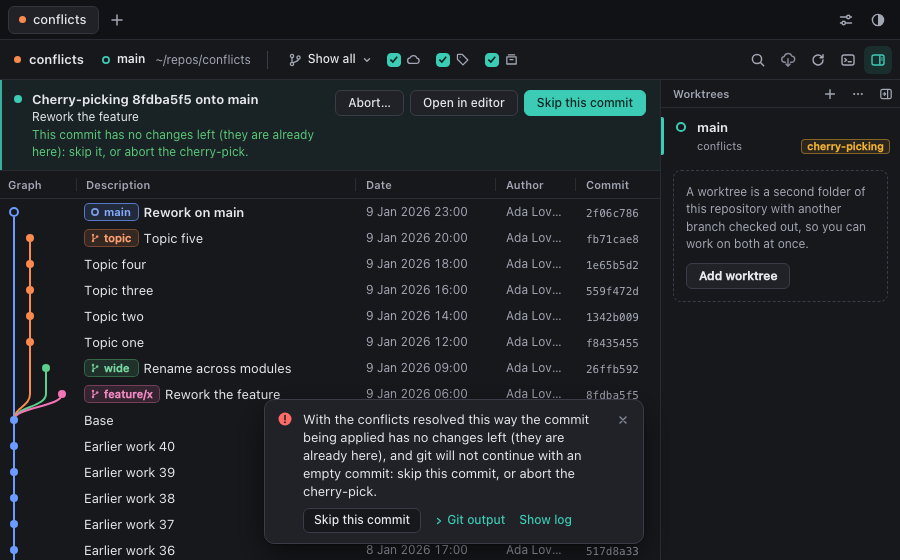 conflicts
conflicts
main
~/repos/conflicts
Show all
Cherry-picking 8fdba5f5 onto main
Rework the feature
This commit has no changes left (they are already
here): skip it, or abort the cherry-pick.
Abort...
Open in editor
Skip this commit
Worktrees
main
conflicts
cherry-picking
A worktree is a second folder of
this repository with another
branch checked out, so you can
work on both at once.
Add worktree
Graph Description Date Author Commit
main Rework on main 9 Jan 2026 23:00 Ada Lov... 2f06c786
topic Topic five 9 Jan 2026 20:00 Ada Lov... fb71cae8
Topic four 9 Jan 2026 18:00 Ada Lov... 1e65b5d2
Topic three 9 Jan 2026 16:00 Ada Lov... 559f472d
Topic two 9 Jan 2026 14:00 Ada Lov... 1342b009
Topic one 9 Jan 2026 12:00 Ada Lov... f8435455
wide Rename across modules 9 Jan 2026 09:00 Ada Lov... 26ffb592
feature/x Rework the feature 9 Jan 2026 06:00 Ada Lov... 8fdba5f5
Base
Earlier work 40
Earlier work 39
Earlier work 38
Earlier work 37
Earlier work 36 8 Jan 2026 17:00 Ada Lov... 517d8a33
With the conflicts resolved this way the commit
being applied has no changes left (they are
already here), and git will not continue with an
empty commit: skip this commit, or abort the
cherry-pick.
Skip this commit
Git output
Show log